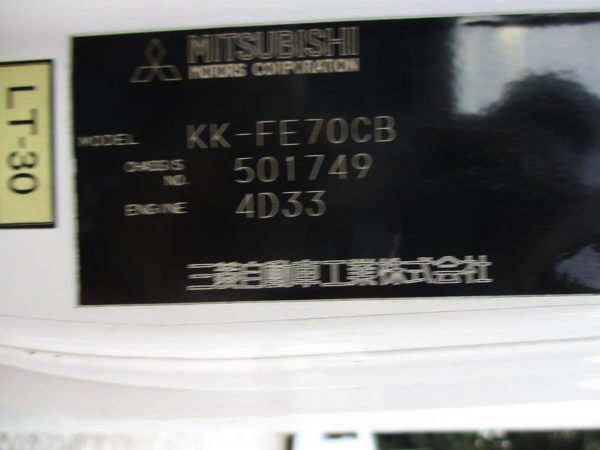 MITSUBISHI
MOTORS CORPORATION
LT-30
MODEL KK-FE70CB
CHASSIS NO. 501749
ENGINE 4D33
三菱自動車工業株式会社